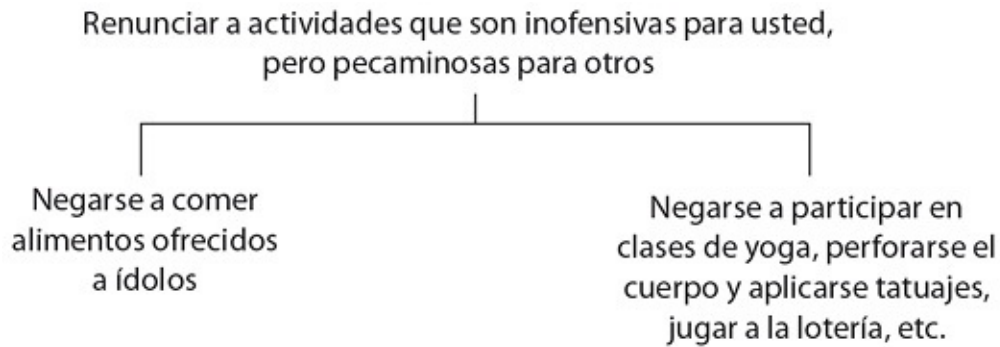 Renunciar a actividades que son inofensivas para usted,
pero pecaminosas para otros
Negarse a comer
alimentos ofrecidos
a ídolos
Negarse a participar en
clases de yoga, perforarse el
cuerpo y aplicarse tatuajes,
jugar a la lotería, etc.